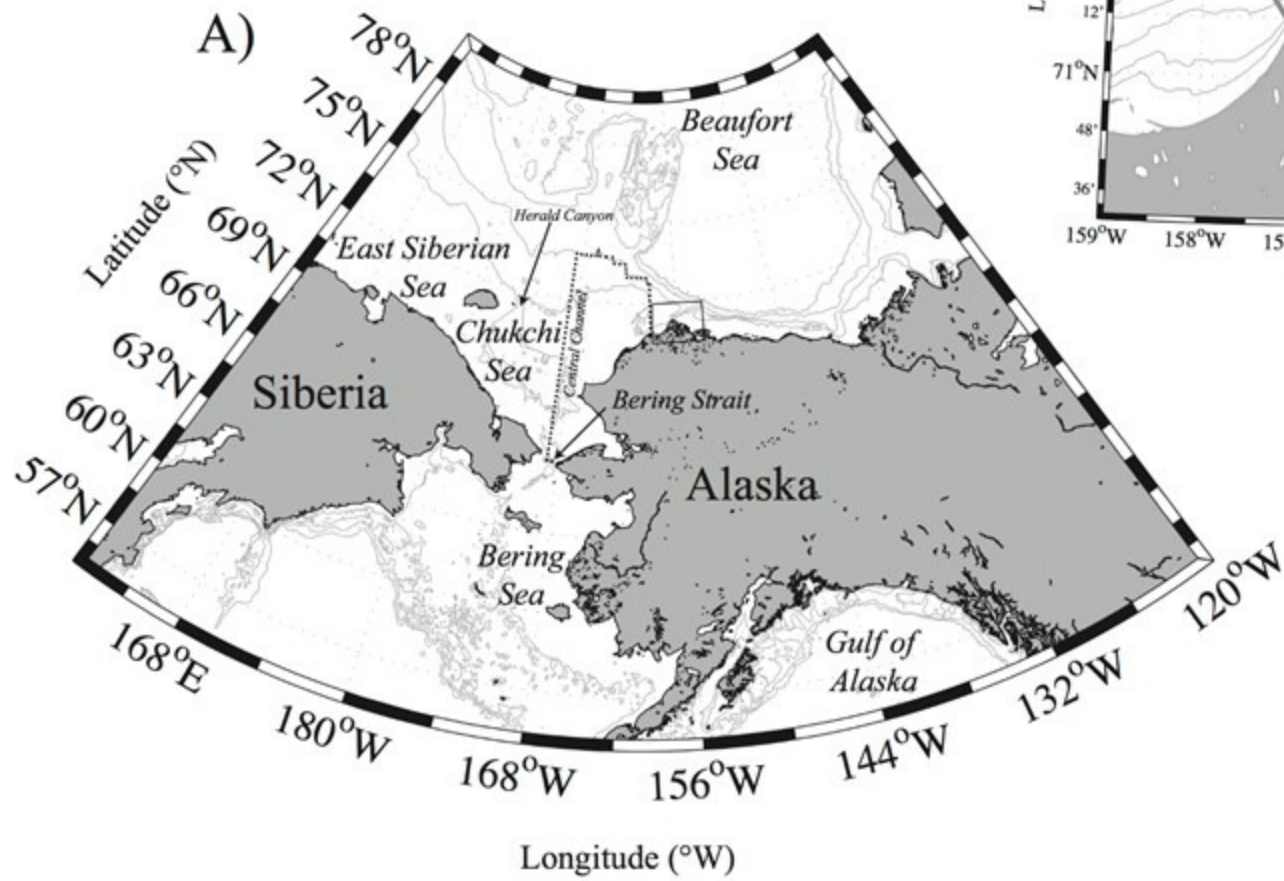 A)
78°N
75°N
72°N
69°N
66°N
63°N
60°N
57°N
Latitude (°N)
Beaufort
Sea
Herald Canyon
East Siberian
Sea
Chukchi
Sea
Central Channel
Siberia
Bering Strait
Alaska
Bering
Sea
Gulf of
Alaska
168°E
180°W
168°W
156°W
144°W
132°W
120°W
Longitude (°W)
L
12'
71°N
48'
36'
159°W
158°W